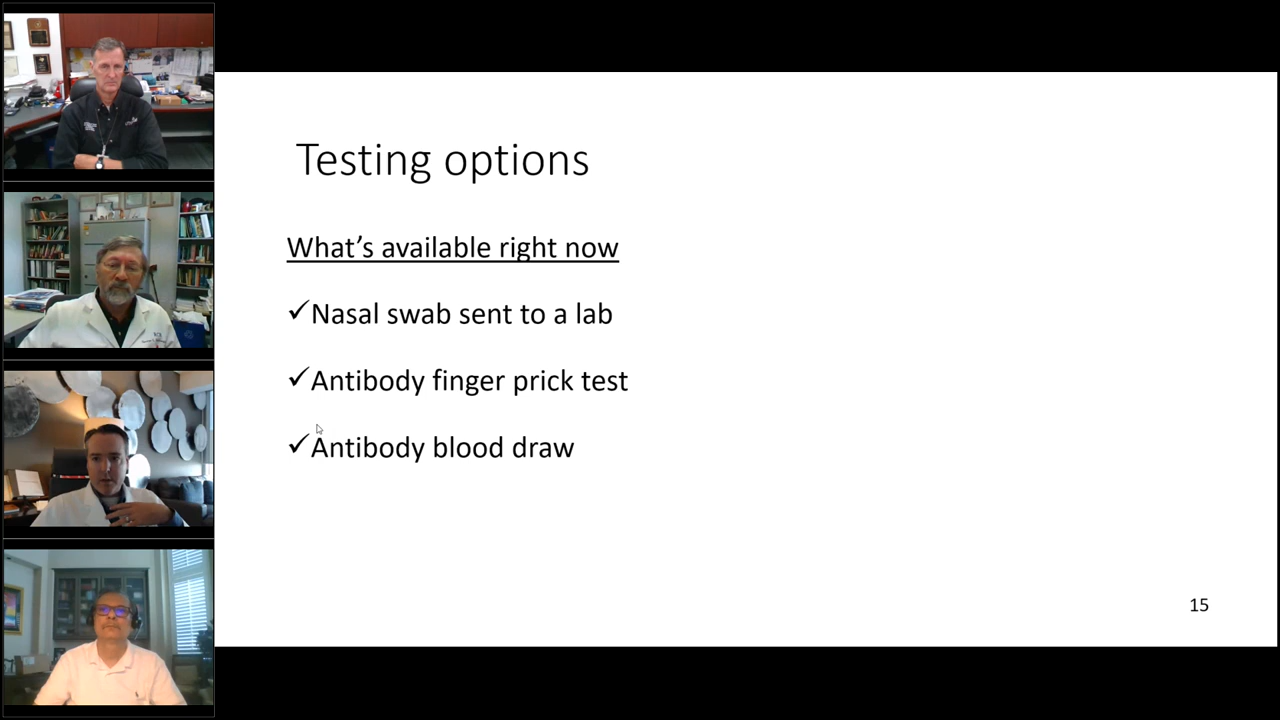 Testing options
What's available right now
✓Nasal swab sent to a lab
✓Antibody finger prick test
✓Antibody blood draw
15